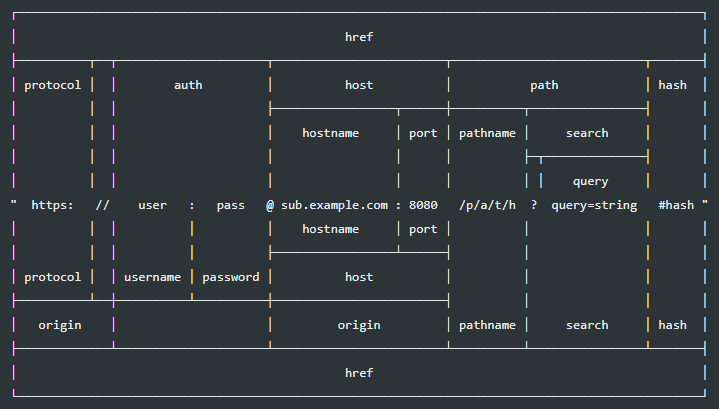 href
protocol auth host path hash
hostname port pathname search
query
" https: // user : pass @ sub.example.com : 8080 /p/a/t/h ? query=string #hash "
hostname port
protocol username password host
origin origin pathname search hash
href